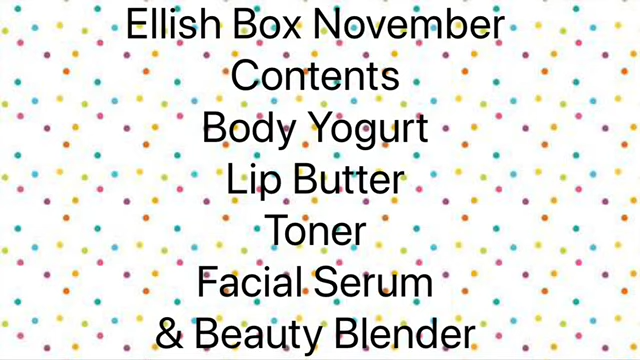 Ellish Box November
Contents
Body Yogurt
Lip Butter
Toner
Facial Serum
& Beauty Blender